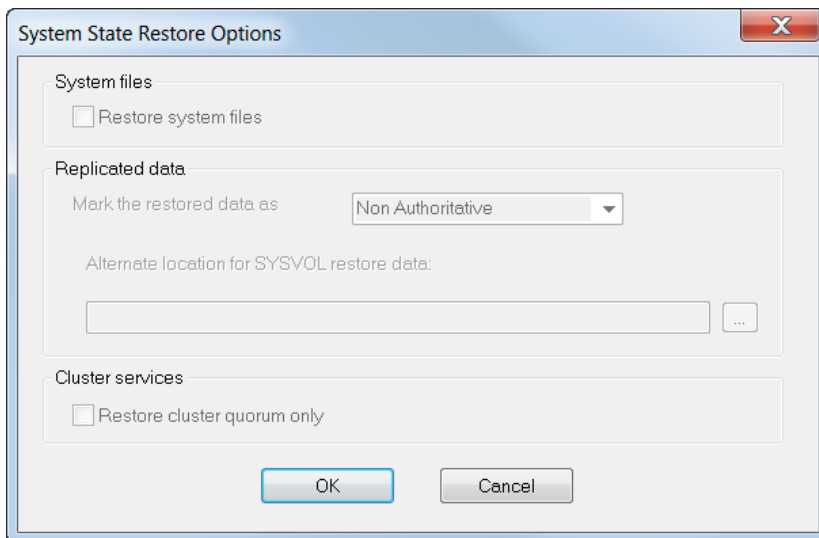 System State Restore Options
System files
Restore system files
Replicated data
Mark the restored data as
Non Authoritative
Alternate location for SYSVOL restore data:
...
Cluster services
Restore cluster quorum only
OK
Cancel